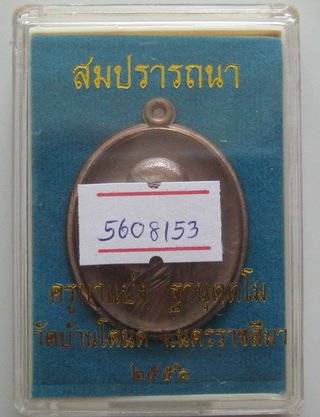 สมปรารถนา
5608153
ครูบาแบ่ง ฐานุตฺตโม
วัดบ้านโตนด จ.นครราชสีมา
๒๕๕๖